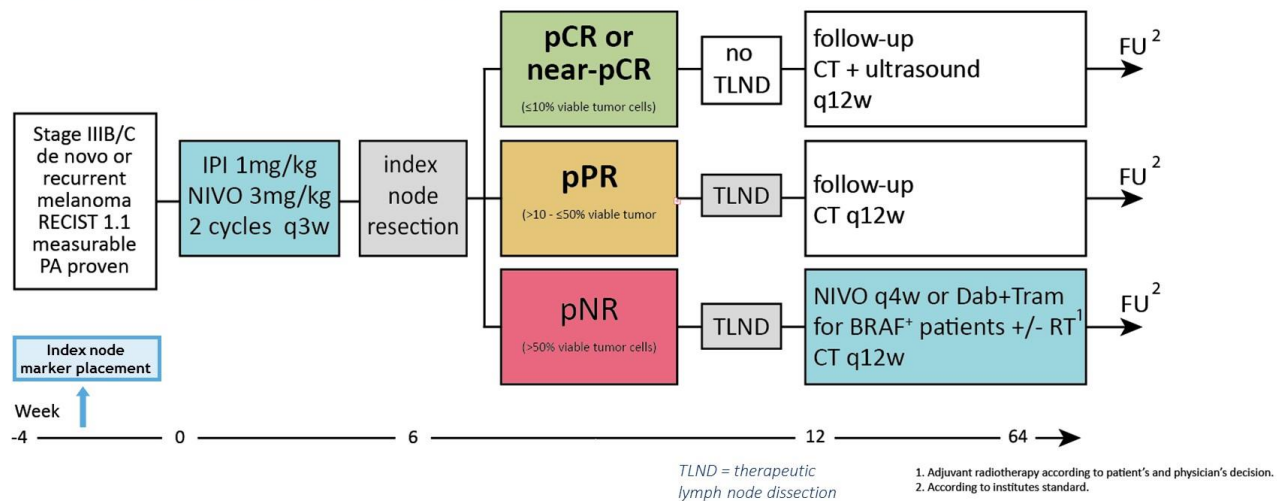 Stage IIIB/C
de novo or
recurrent
melanoma
RECIST 1.1
measurable
PA proven
IPI 1mg/kg
NIVO 3mg/kg
2 cycles q3w
index
node
resection
pCR or
near-pCR
(≤10% viable tumor cells)
no
TLND
follow-up
CT + ultrasound
q12w
FU 2
pPR
(>10 - ≤50% viable tumor
TLND
follow-up
CT q12w
FU 2
pNR
(>50% viable tumor cells)
TLND
NIVO q4w or Dab+Tram
for BRAF+ patients +/- RT1
CT q12w
FU 2
Index node
marker placement
Week
-4 0 6 12 64
TLND = therapeutic
lymph node dissection
1. Adjuvant radiotherapy according to patient's and physician's decision.
2. According to institutes standard.